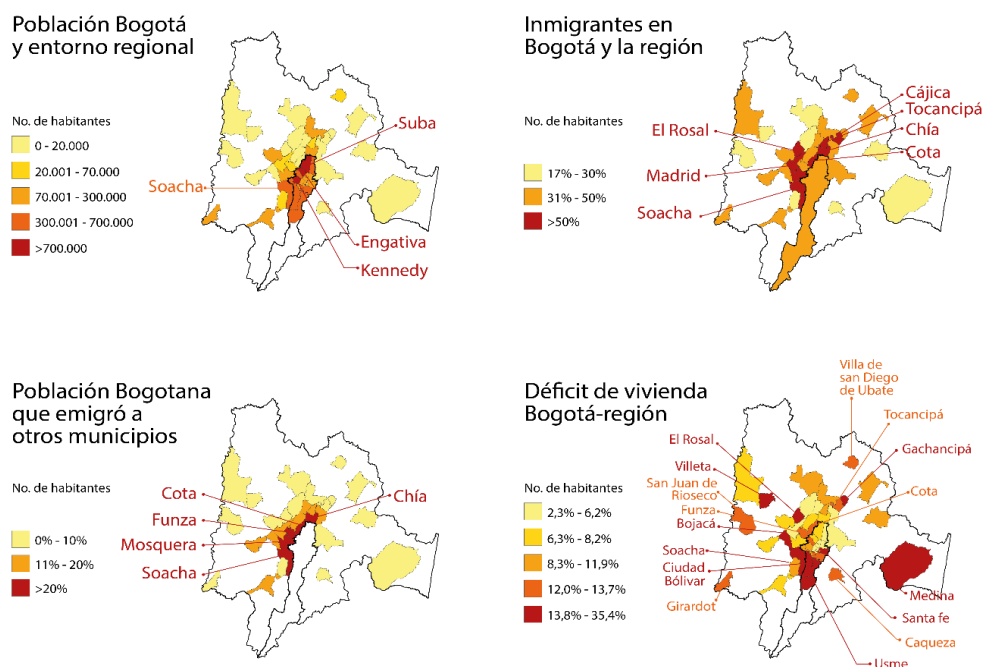 Población Bogotá
y entorno regional
No. de habitantes
0 - 20.000
20.001 - 70.000
70.001 - 300.000
300.001 - 700.000
>700.000
Suba
Soacha
Engativa
Kennedy
Inmigrantes en
Bogotá y la región
No. de habitantes
17% - 30%
31% - 50%
>50%
Cájica
Tocancipá
El Rosal
Chía
Cota
Madrid
Soacha
Población Bogotana
que emigró a
otros municipios
No. de habitantes
0% - 10%
11% - 20%
>20%
Cota
Chía
Funza
Mosquera
Soacha
Déficit de vivienda
Bogotá-región
No. de habitantes
2,3% - 6,2%
6,3% - 8,2%
8,3% - 11,9%
12,0% - 13,7%
13,8% - 35,4%
Villa de
san Diego
de Ubate
Tocancipá
El Rosal
Gachancipá
Villeta
San Juan de
Rioseco
Cota
Funza
Bojacá
Soacha
Ciudad
Bólivar
Girardot
Medina
Santa fe
Caqueza
Usme